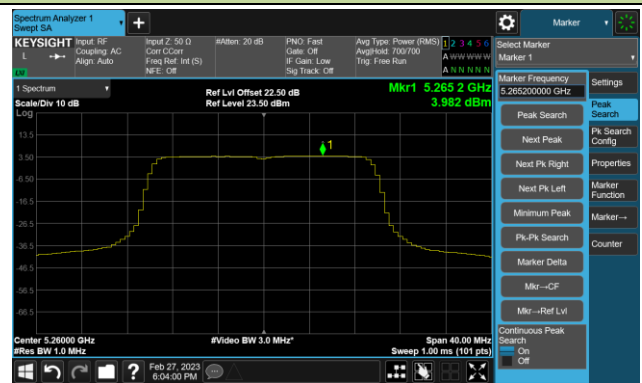 Spectrum Analyzer 1
Swept SA
+
Marker
KEYSIGHT
L
LW
Input: RF
Coupling: AC
Align: Auto
Input Z: 50 Ω
Corr CCorr
Freq Ref: Int (S)
NFE: Off
#Atten: 20 dB
PNO: Fast
Gate: Off
IF Gain: Low
Sig Track: Off
Avg Type: Power (RMS)
Avg|Hold: 700/700
Trig: Free Run
1 2 3 4 5 6
A W W W W W
A N N N N N
Select Marker
Marker 1
1 Spectrum
Scale/Div 10 dB
Log
Ref Lvl Offset 22.50 dB
Ref Level 23.50 dBm
Mkr1 5.265 2 GHz
3.982 dBm
13.5
3.50
-6.50
-16.5
-26.5
-36.5
-46.5
-56.5
-66.5
1
Center 5.26000 GHz
#Res BW 1.0 MHz
#Video BW 3.0 MHz*
Span 40.00 MHz
Sweep 1.00 ms (101 pts)
Marker Frequency
5.265200000 GHz
Peak Search
Next Peak
Next Pk Right
Next Pk Left
Minimum Peak
Pk-Pk Search
Marker Delta
Mkr→CF
Mkr→Ref Lvl
Continuous Peak
Search
On
Off
Settings
Peak
Search
Pk Search
Config
Properties
Marker
Function
Marker→
Counter
?
Feb 27, 2023
6:04:00 PM